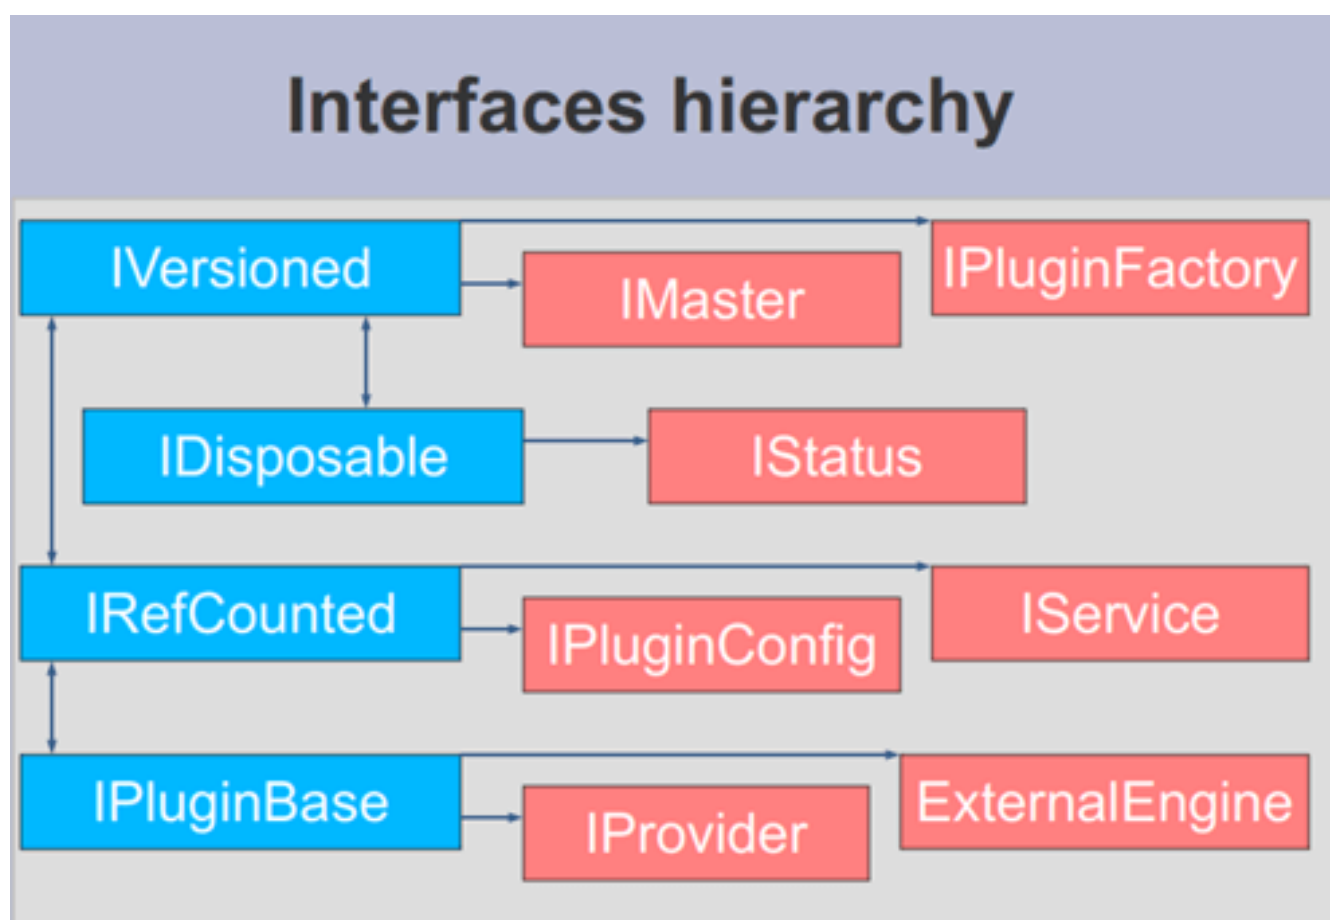 Interfaces hierarchy
IVersioned
IPluginFactory
IMaster
IDisposable
IStatus
IRefCounted
IService
IPluginConfig
IPluginBase
ExternalEngine
IProvider